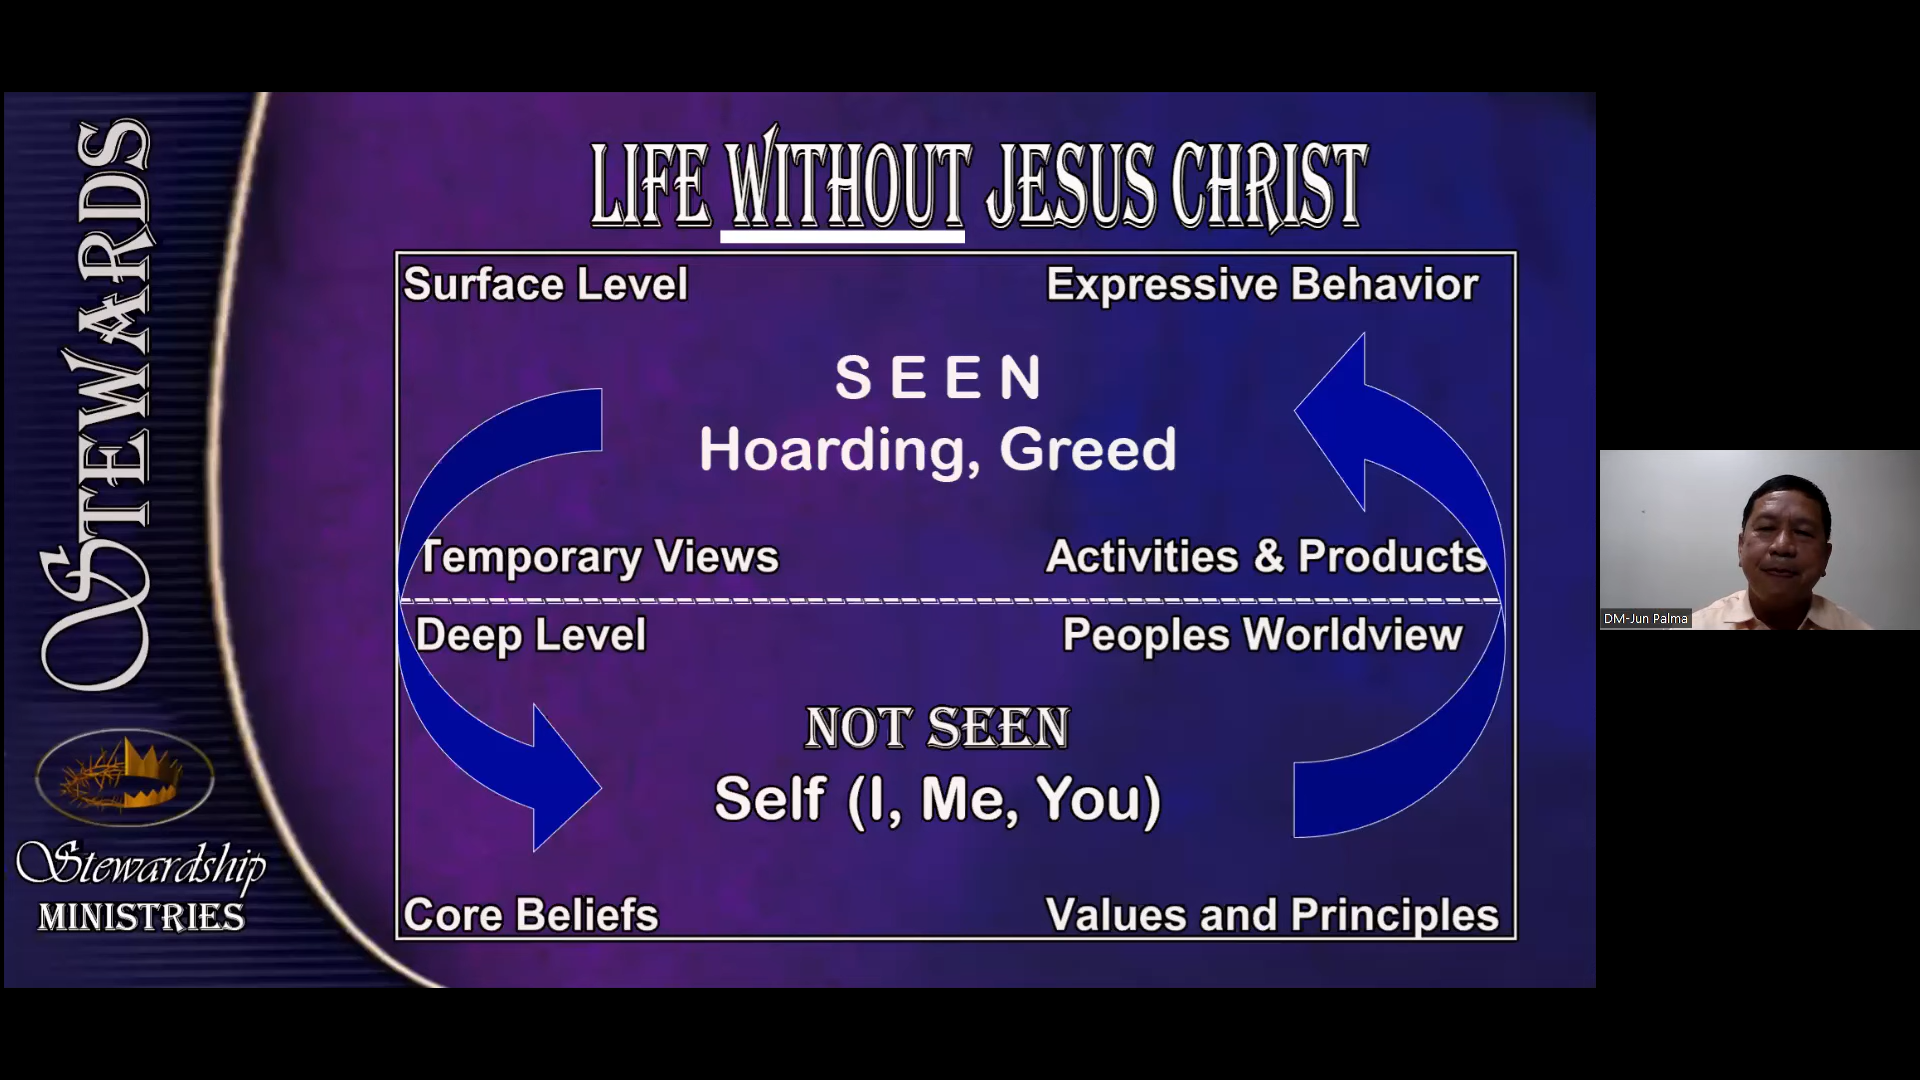 STEWARDS
Stewardship
MINISTRIES
LIFE WITHOUT JESUS CHRIST
Surface Level
Expressive Behavior
S E E N
Hoarding, Greed
Temporary Views
Activities & Products
Deep Level
Peoples Worldview
NOT SEEN
Self (I, Me, You)
Core Beliefs
Values and Principles
DM-Jun Palma